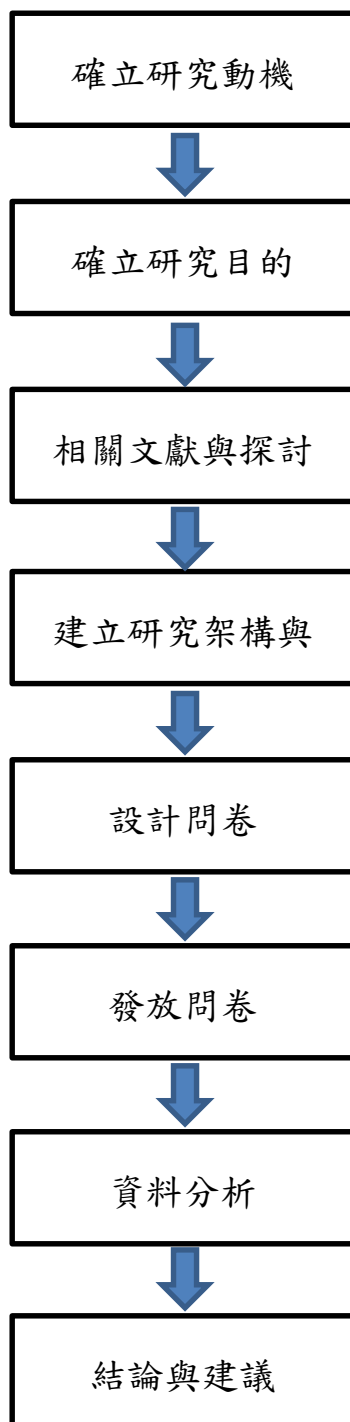 確立研究動機
確立研究目的
相關文獻與探討
建立研究架構與
設計問卷
發放問卷
資料分析
結論與建議